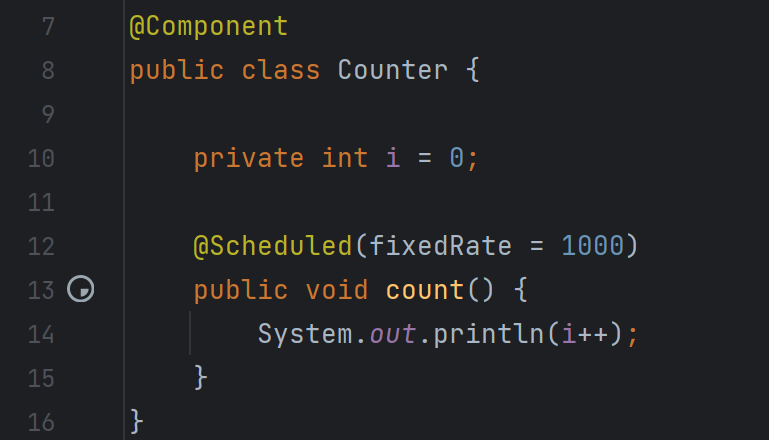 7 @Component
8 public class Counter {
9
10     private int i = 0;
11
12     @Scheduled(fixedRate = 1000)
13     public void count() {
14         System.out.println(i++);
15     }
16 }